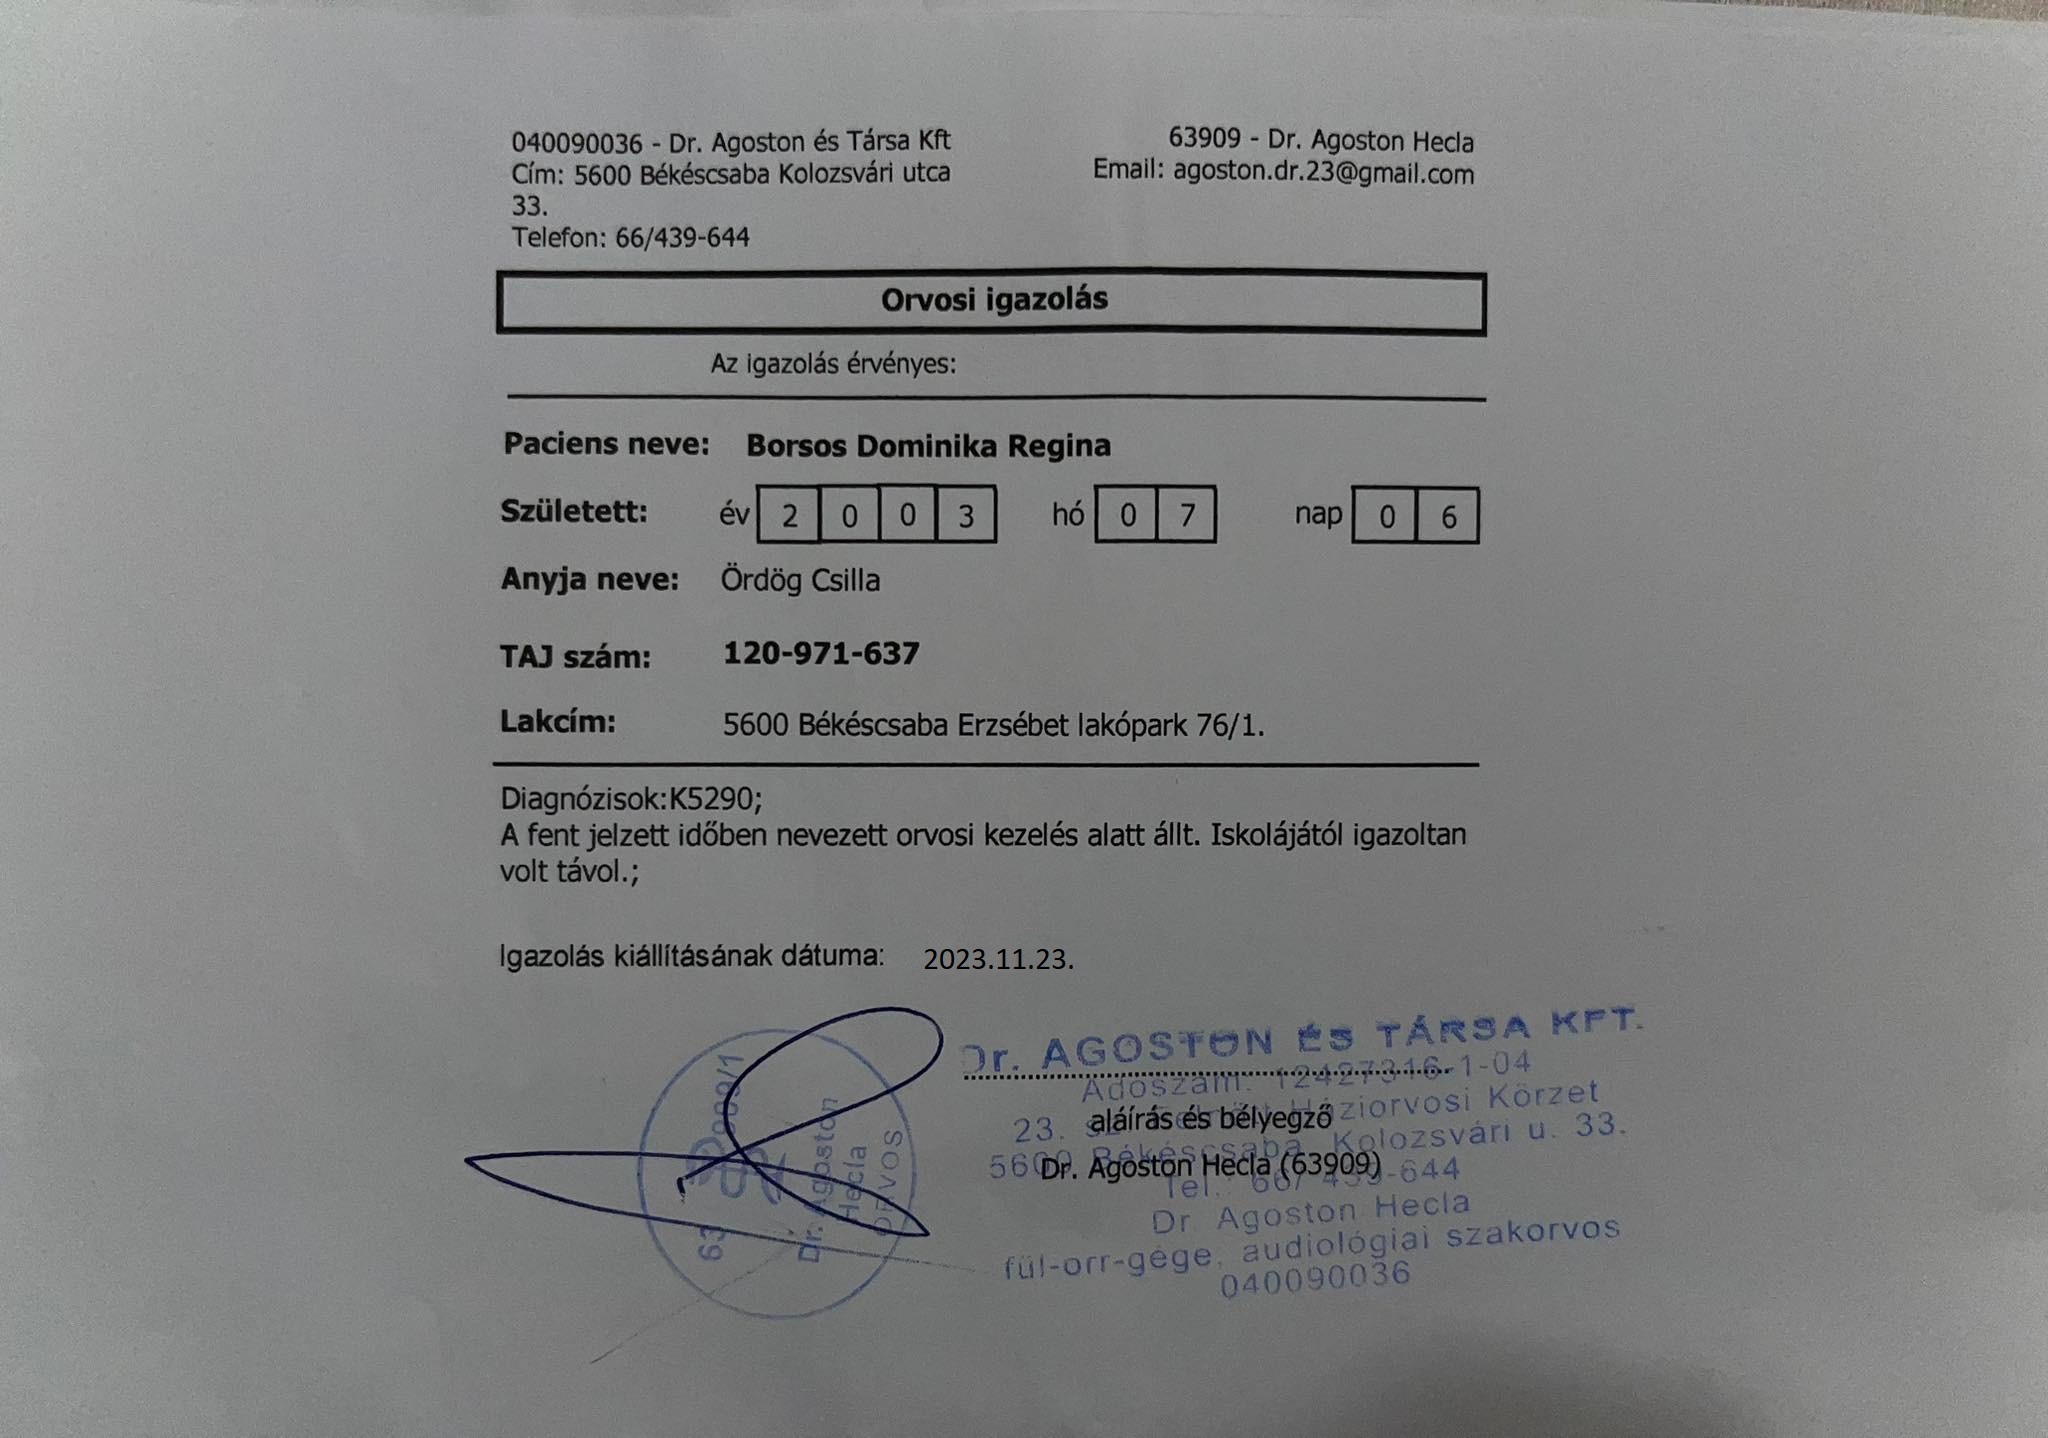 040090036 - Dr. Agoston és Társa Kft
Cím: 5600 Békéscsaba Kolozsvári utca
33.
Telefon: 66/439-644
63909 - Dr. Agoston Hecla
Email: agoston.dr.23@gmail.com
Orvosi igazolás
Az igazolás érvényes:
Paciens neve: Borsos Dominika Regina
Született: év 2 0 0 3 hó 0 7 nap 0 6
Anyja neve: Ördög Csilla
TAJ szám: 120-971-637
Lakcím: 5600 Békéscsaba Erzsébet lakópark 76/1.
Diagnózisok:K5290;
A fent jelzett időben nevezett orvosi kezelés alatt állt. Iskolájától igazoltan
volt távol.;
Igazolás kiállításának dátuma: 2023.11.23.
Dr. AGOSTON ÉS TÁRSA KFT.
Adószám: 12427316-1-04
aláírás és bélyegző
23. Háziorvosi Körzet
5600 Békéscsaba, Kolozsvári u. 33.
Dr. Agoston Hecla (63909)
Tel.: 66/439-644
Dr. Agoston Hecla
fül-orr-gége, audiológiai szakorvos
040090036
Dr. Agoston
Hecla
ORVOS